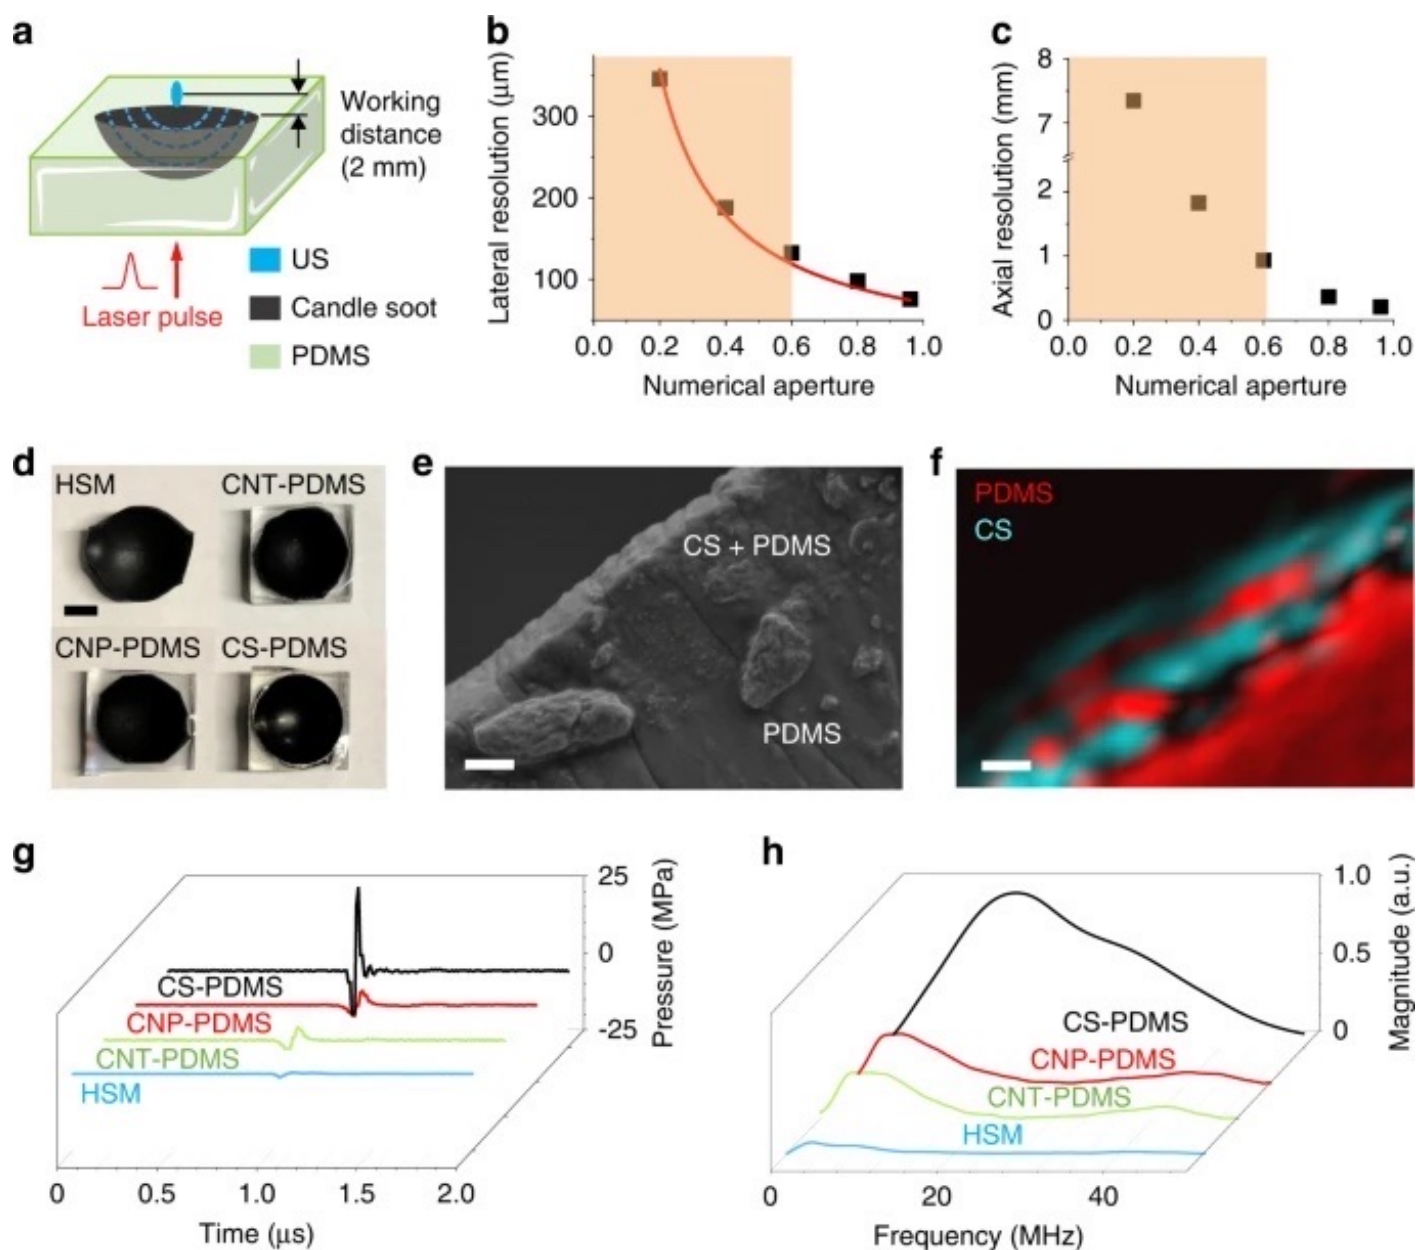 a
Working
distance
(2 mm)
US
Candle soot
PDMS
Laser pulse
b
Lateral resolution (μm)
300
200
100
0.0 0.2 0.4 0.6 0.8 1.0
Numerical aperture
c
Axial resolution (mm)
8
7
2
1
0
0.0 0.2 0.4 0.6 0.8 1.0
Numerical aperture
d
HSM CNT-PDMS
CNP-PDMS CS-PDMS
e
CS + PDMS
PDMS
f
PDMS
CS
g
25
0
-25
Pressure (MPa)
CS-PDMS
CNP-PDMS
CNT-PDMS
HSM
0 0.5 1.0 1.5 2.0
Time (μs)
h
1.0
0.5
0
Magnitude (a.u.)
CS-PDMS
CNP-PDMS
CNT-PDMS
HSM
0 20 40
Frequency (MHz)